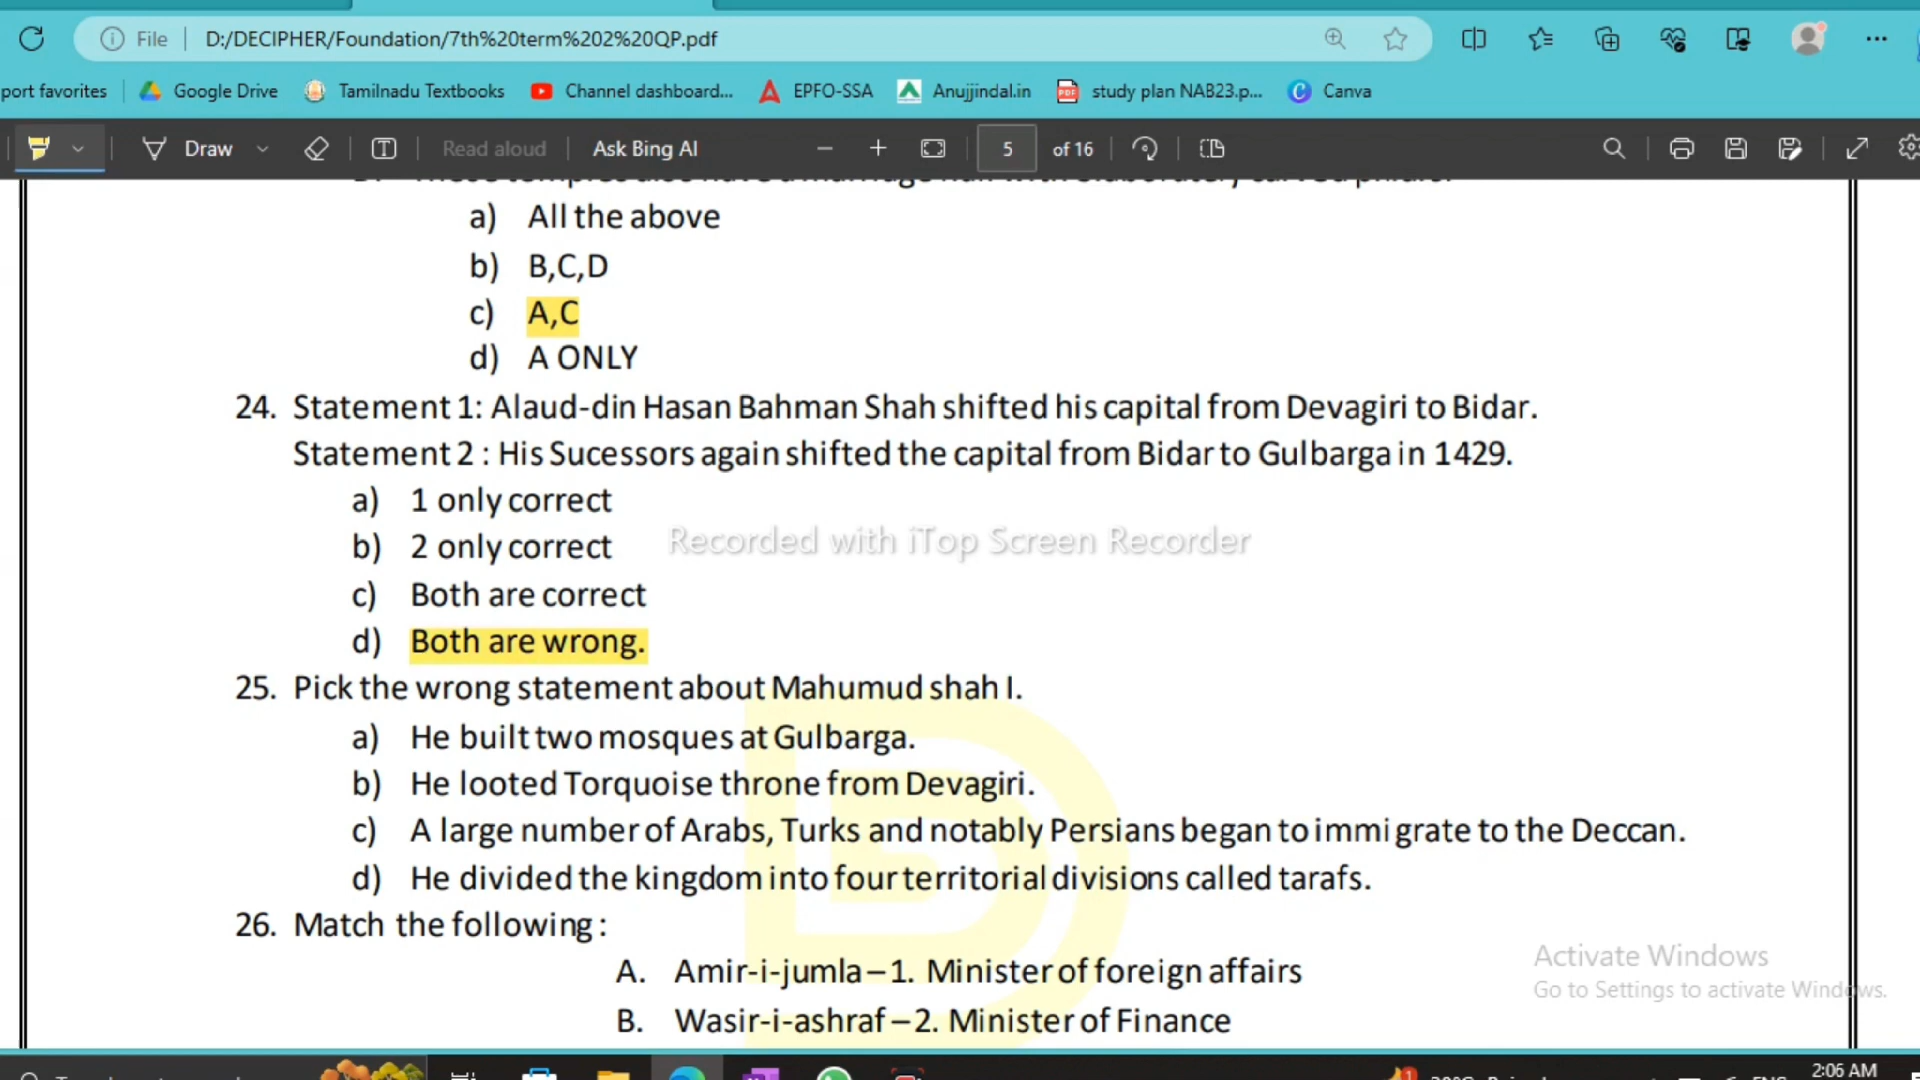 File D:/DECIPHER/Foundation/7th%20term%202%20QP.pdf
port favorites Google Drive Tamilnadu Textbooks Channel dashboard... EPFO-SSA Anujjindal.in study plan NAB23.p... Canva
Draw Read aloud Ask Bing AI 5 of 16
a) All the above
b) B,C,D
c) A,C
d) A ONLY
24. Statement 1: Alaud-din Hasan Bahman Shah shifted his capital from Devagiri to Bidar.
Statement 2 : His Sucessors again shifted the capital from Bidar to Gulbarga in 1429.
a) 1 only correct
b) 2 only correct
Recorded with iTop Screen Recorder
c) Both are correct
d) Both are wrong.
25. Pick the wrong statement about Mahumud shah I.
a) He built two mosques at Gulbarga.
b) He looted Torquoise throne from Devagiri.
c) A large number of Arabs, Turks and notably Persians began to immigrate to the Deccan.
d) He divided the kingdom into four territorial divisions called tarafs.
26. Match the following :
A. Amir-i-jumla – 1. Minister of foreign affairs
B. Wasir-i-ashraf – 2. Minister of Finance
Activate Windows
Go to Settings to activate Windows.
2:06 AM